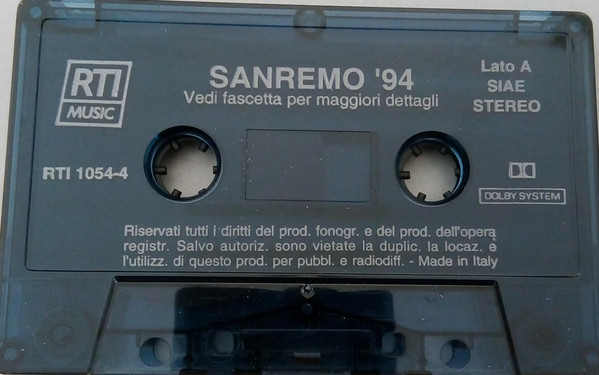 RTI
MUSIC
SANREMO '94
Vedi fascetta per maggiori dettagli
Lato A
SIAE
STEREO
RTI 1054-4
DOLBY SYSTEM
Riservati tutti i diritti del prod. fonogr. e del prod. dell'opera
registr. Salvo autoriz. sono vietate la duplic. la locaz. e
l'utilizz. di questo prod. per pubbl. e radiodiff. - Made in Italy